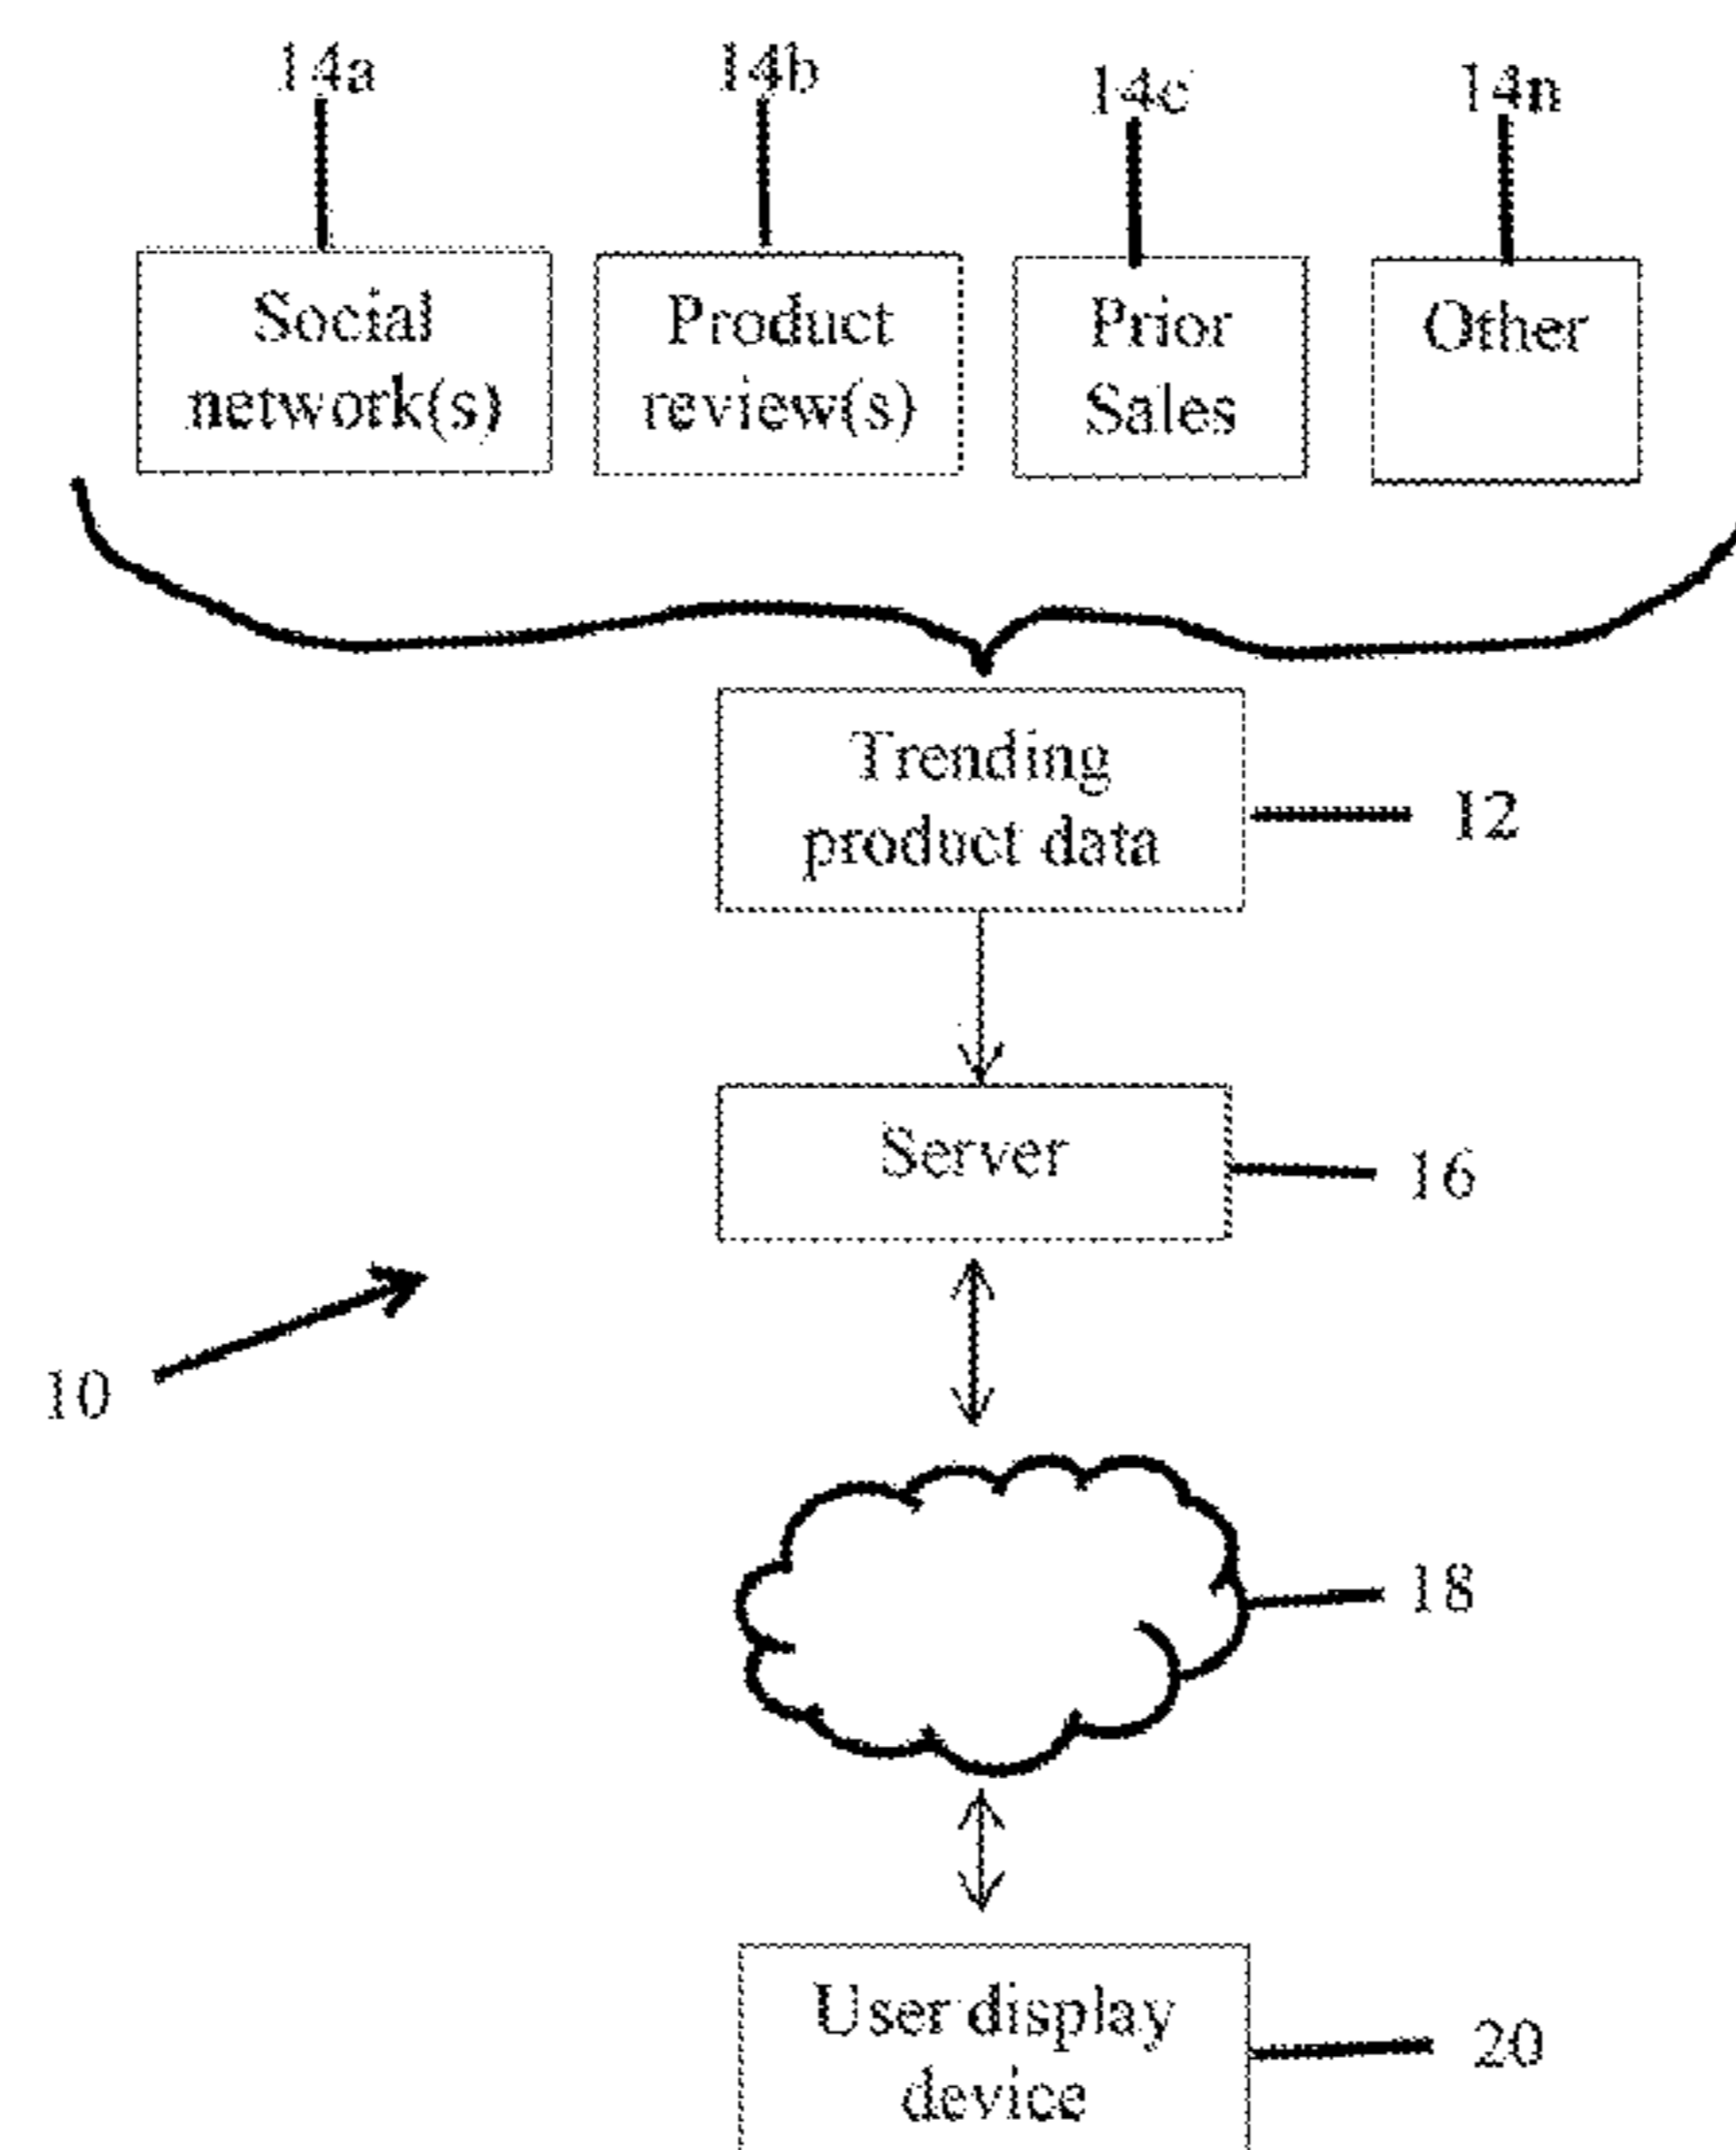 14a
14b
14c
14n
Social
network(s)
Product
review(s)
Prior
Sales
Other
Trending
product data
12
Server
16
10
18
User display
device
20